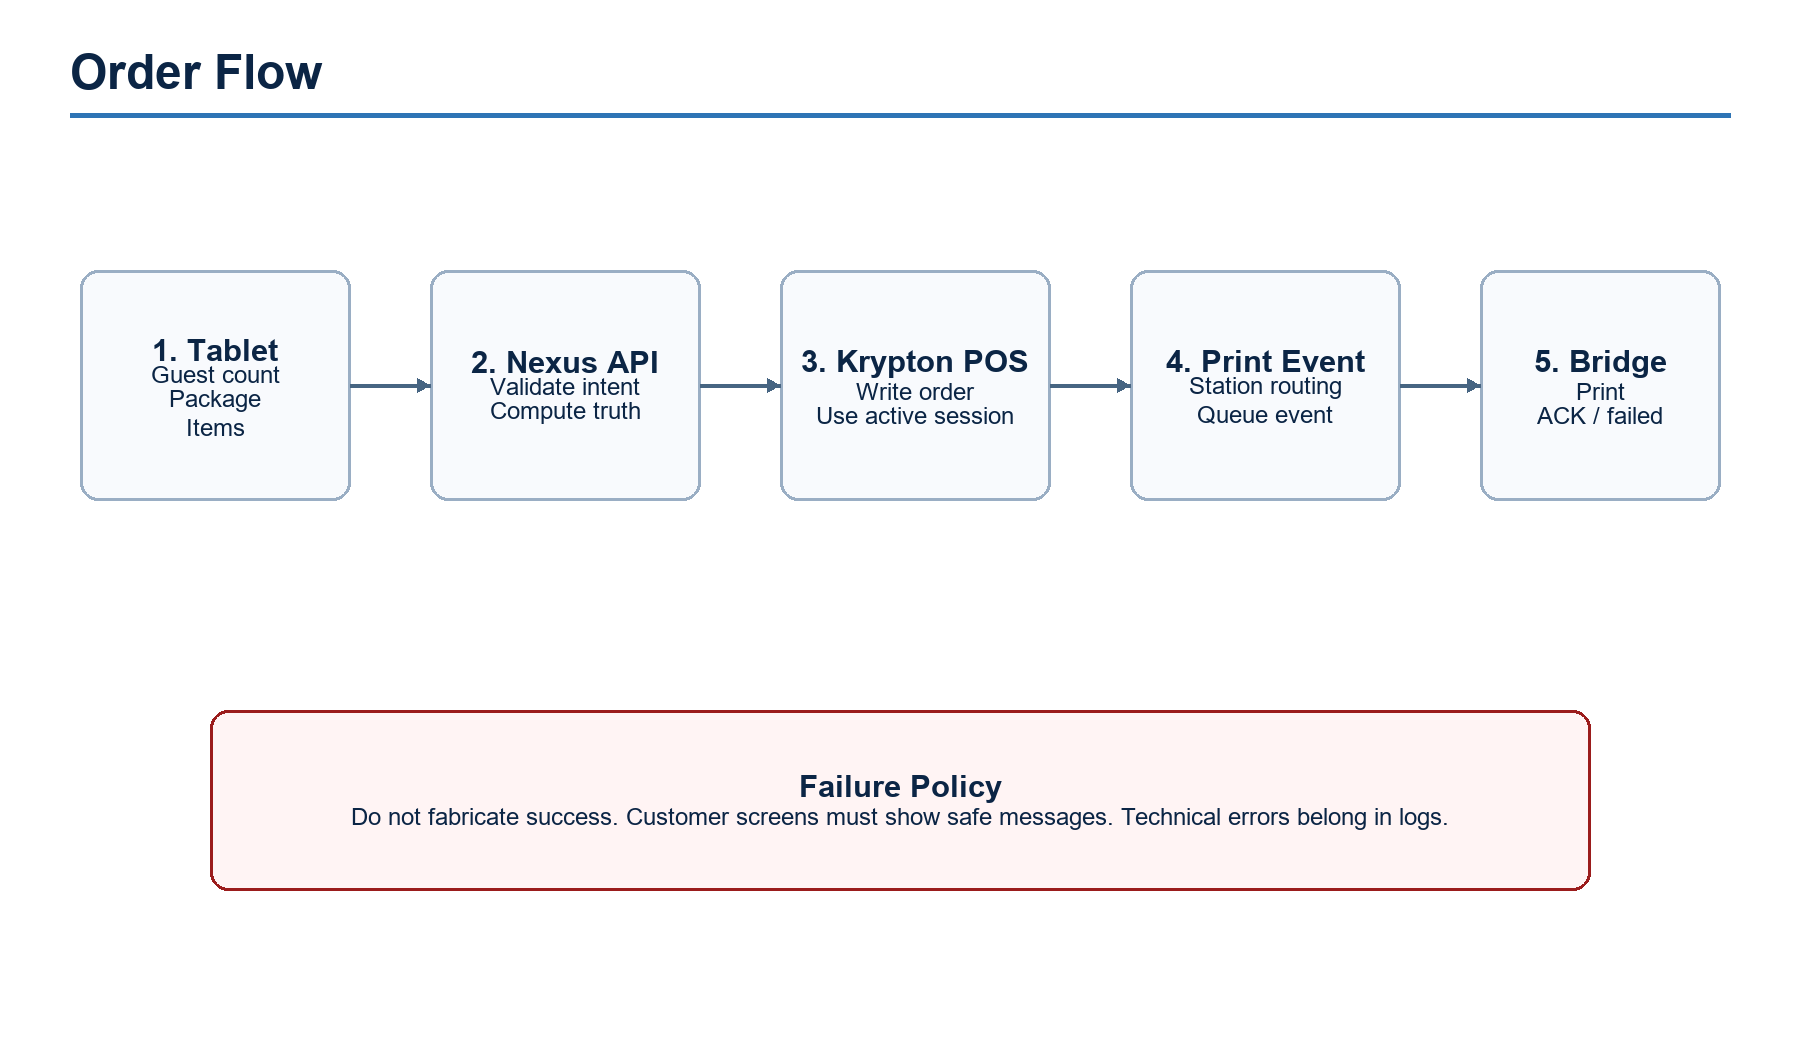 Order Flow
1. Tablet
Guest count
Package
Items
2. Nexus API
Validate intent
Compute truth
3. Krypton POS
Write order
Use active session
4. Print Event
Station routing
Queue event
5. Bridge
Print
ACK / failed
Failure Policy
Do not fabricate success. Customer screens must show safe messages. Technical errors belong in logs.